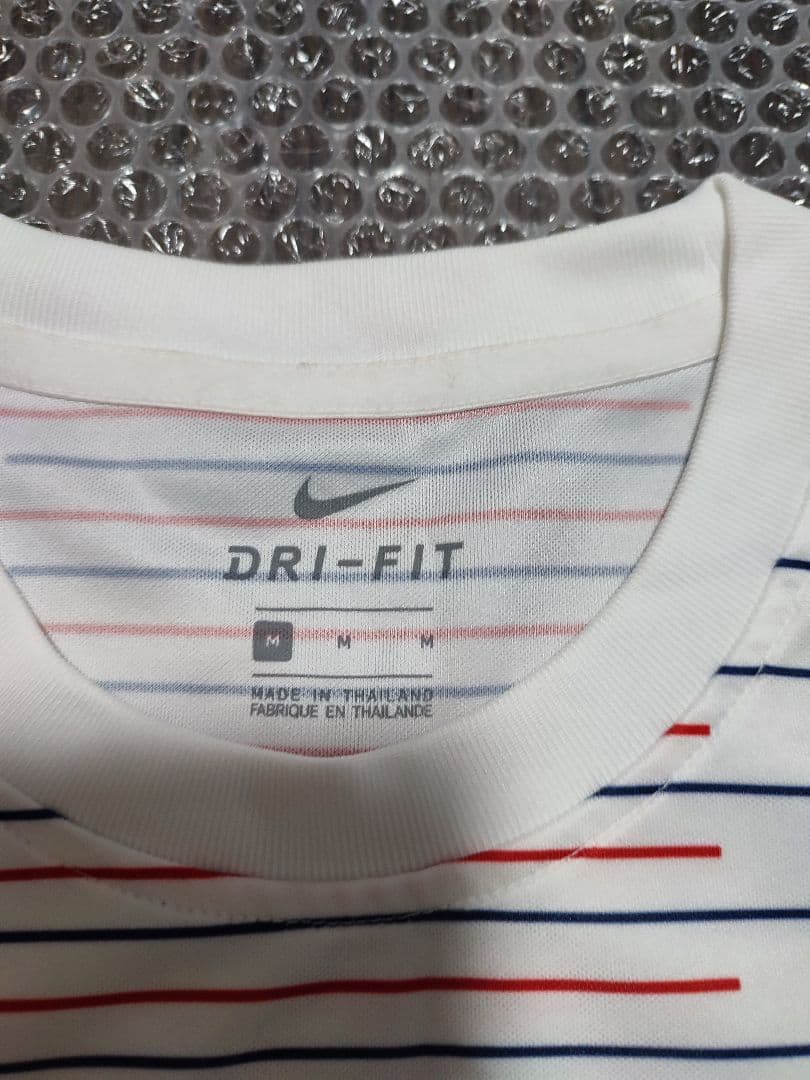 DRI-FIT
M M M
MADE IN THAILAND
FABRIQUE EN THAILANDE